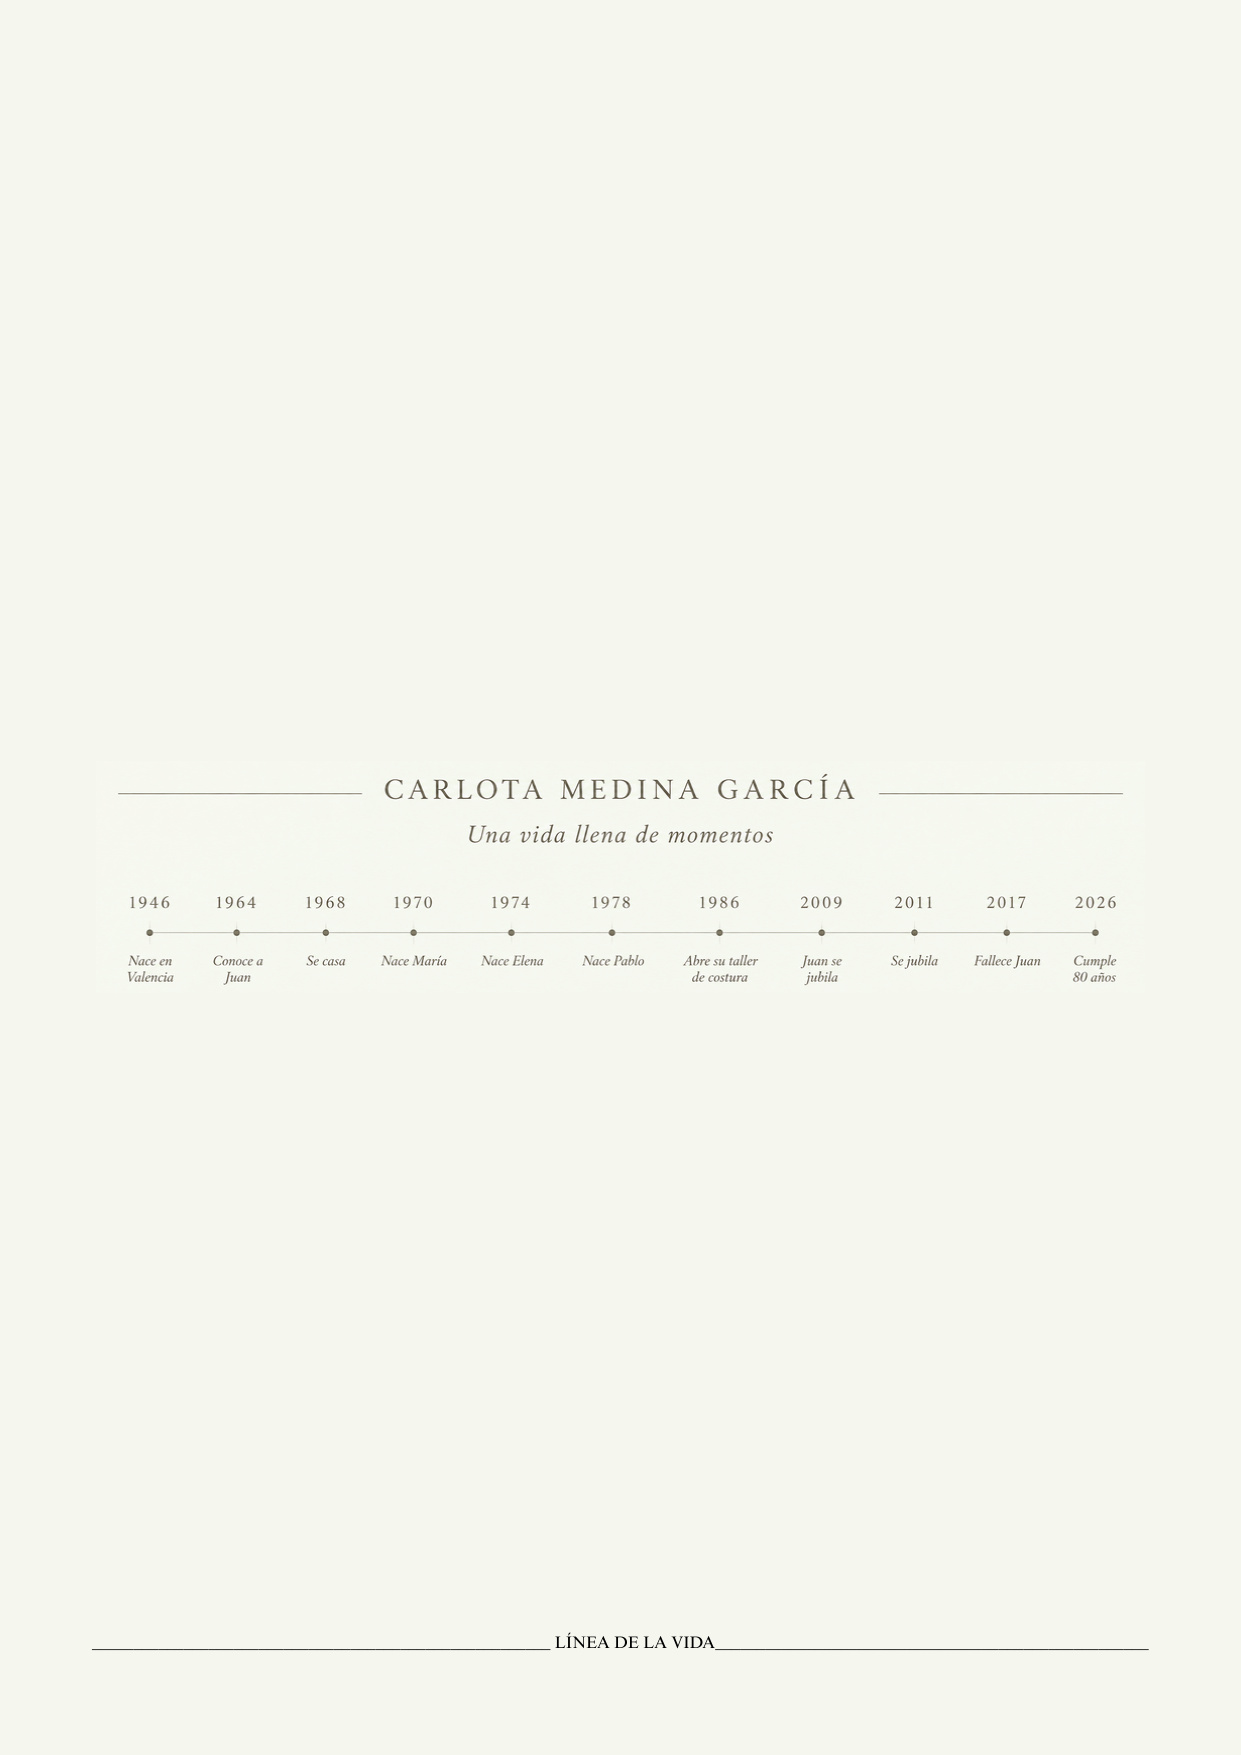 CARLOTA MEDINA GARCÍA
Una vida llena de momentos
1946 1964 1968 1970 1974 1978 1986 2009 2011 2017 2026
Nace en Conoce a Se casa Nace María Nace Elena Nace Pablo Abre su taller Juan se Se jubila Fallece Juan Cumple
Valencia Juan de costura jubila 80 años
LÍNEA DE LA VIDA